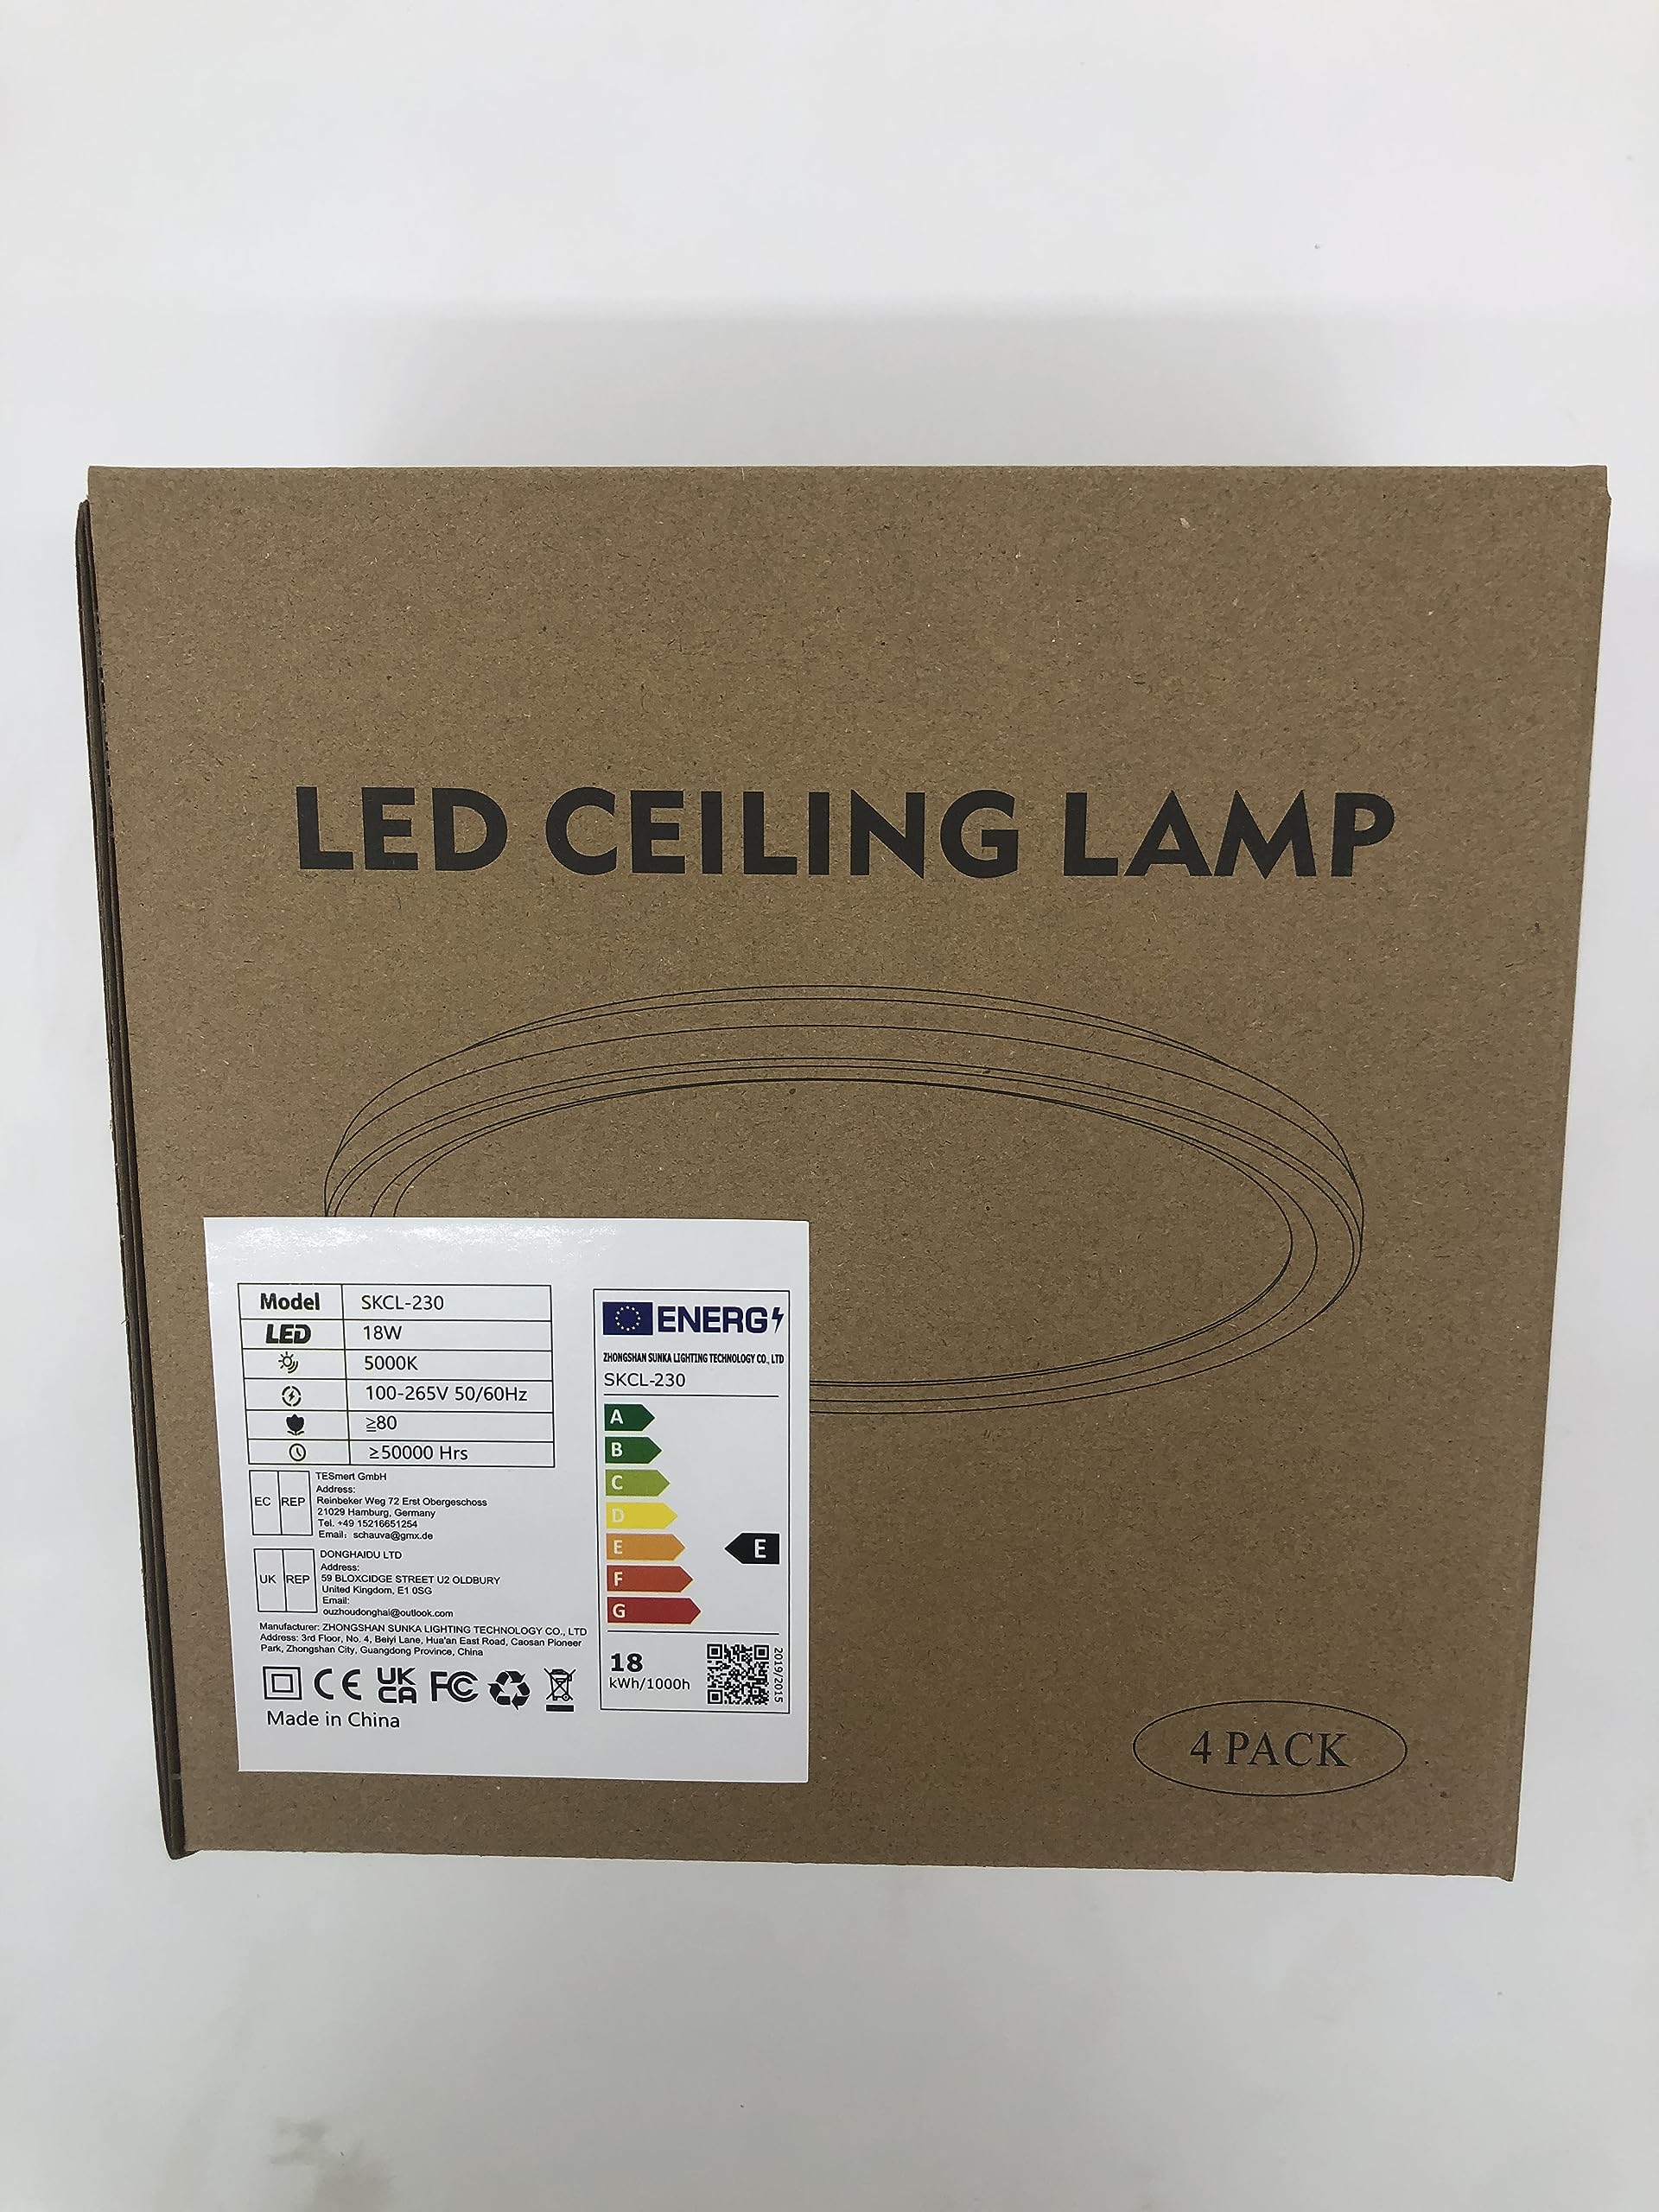 LED CEILING LAMP
Model SKCL-230
LED 18W
5000K
100-265V 50/60Hz
≧80
≥50000 Hrs
EC REP
TESmert GmbH
Address:
Reinbeker Weg 72 Erst Obergeschoss
21029 Hamburg, Germany
Tel. +49 15216651254
Email: schauva@gmx.de
UK REP
DONGHAIDU LTD
Address:
59 BLOXCIDGE STREET U2 OLDBURY
United Kingdom, E1 0SG
Email:
ouzhoudonghai@outlook.com
Manufacturer: ZHONGSHAN SUNKA LIGHTING TECHNOLOGY CO., LTD
Address: 3rd Floor, No. 4, Beiyi Lane, Hua'an East Road, Caosan Pioneer
Park, Zhongshan City, Guangdong Province, China
CE UK CA FC
Made in China
ENERG
ZHONGSHAN SUNKA LIGHTING TECHNOLOGY CO., LTD
SKCL-230
A
B
C
D
E
E
F
G
18
kWh/1000h
2019/2015
4 PACK